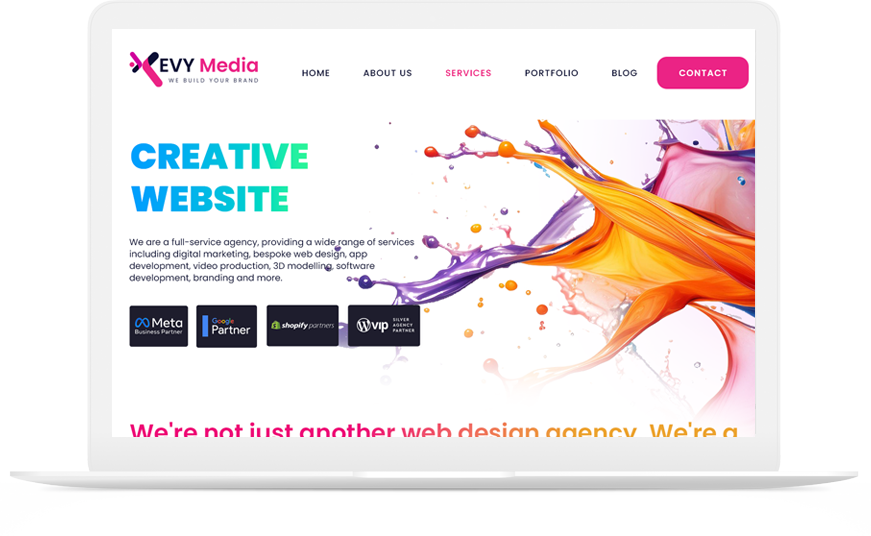 XEVY Media
WE BUILD YOUR BRAND
HOME
ABOUT US
SERVICES
PORTFOLIO
BLOG
CONTACT
CREATIVE
WEBSITE
We are a full-service agency, providing a wide range of services
including digital marketing, bespoke web design, app
development, video production, 3D modelling, software
development, branding and more.
Meta
Business Partner
Google
Partner
shopify partners
W vip
SILVER
AGENCY
PARTNER
We're not just another web design agency. We're a